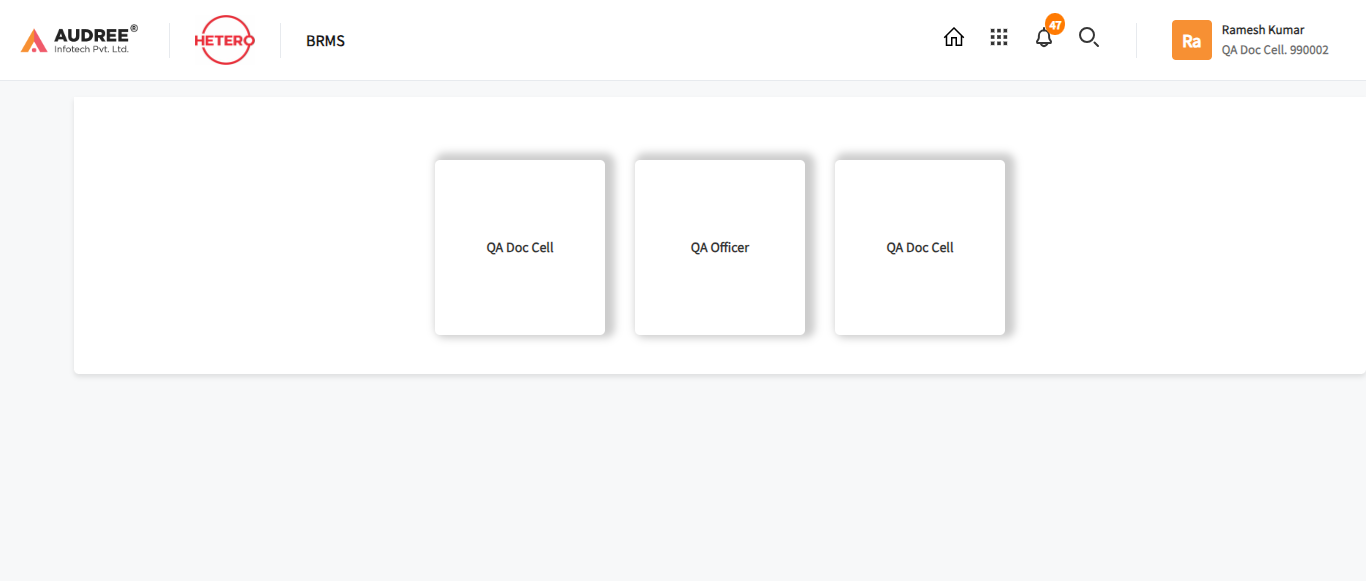 AUDREE®
Infotech Pvt. Ltd.
HETERO
BRMS
47
Ra
Ramesh Kumar
QA Doc Cell. 990002
QA Doc Cell
QA Officer
QA Doc Cell